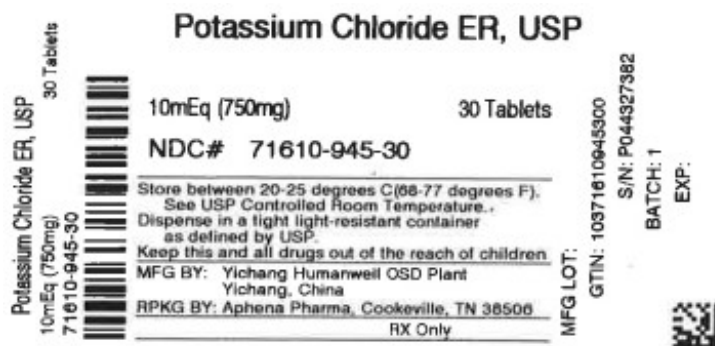 Potassium Chloride ER, USP
10mEq (750mg) 30 Tablets
NDC# 71610-945-30
Store between 20-25 degrees C(68-77 degrees F).
See USP Controlled Room Temperature..
Dispense in a tight light-resistant container
as defined by USP.
Keep this and all drugs out of the reach of children
MFG BY: Yichang Humanwell OSD Plant
Yichang, China
RPKG BY: Aphena Pharma, Cookeville, TN 38506
RX Only
Potassium Chloride ER, USP
10mEq (750mg) 30 Tablets
71610-945-30
MFG LOT:
GTIN: 10371610945300
S/N: P044327382
BATCH: 1
EXP: